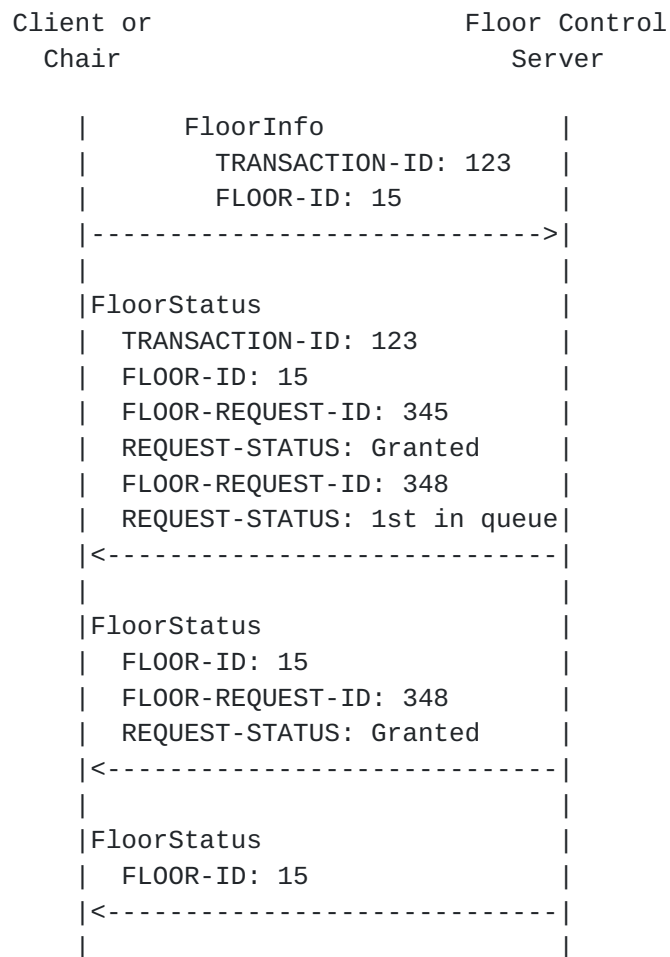 Client or                    Floor Control
  Chair                         Server

    |      FloorInfo               |
    |        TRANSACTION-ID: 123   |
    |        FLOOR-ID: 15          |
    |----------------------------->|
    |                              |
    |FloorStatus                   |
    |  TRANSACTION-ID: 123         |
    |  FLOOR-ID: 15                |
    |  FLOOR-REQUEST-ID: 345       |
    |  REQUEST-STATUS: Granted     |
    |  FLOOR-REQUEST-ID: 348       |
    |  REQUEST-STATUS: 1st in queue|
    |<-----------------------------|
    |                              |
    |FloorStatus                   |
    |  FLOOR-ID: 15                |
    |  FLOOR-REQUEST-ID: 348       |
    |  REQUEST-STATUS: Granted     |
    |<-----------------------------|
    |                              |
    |FloorStatus                   |
    |  FLOOR-ID: 15                |
    |<-----------------------------|
    |                              |